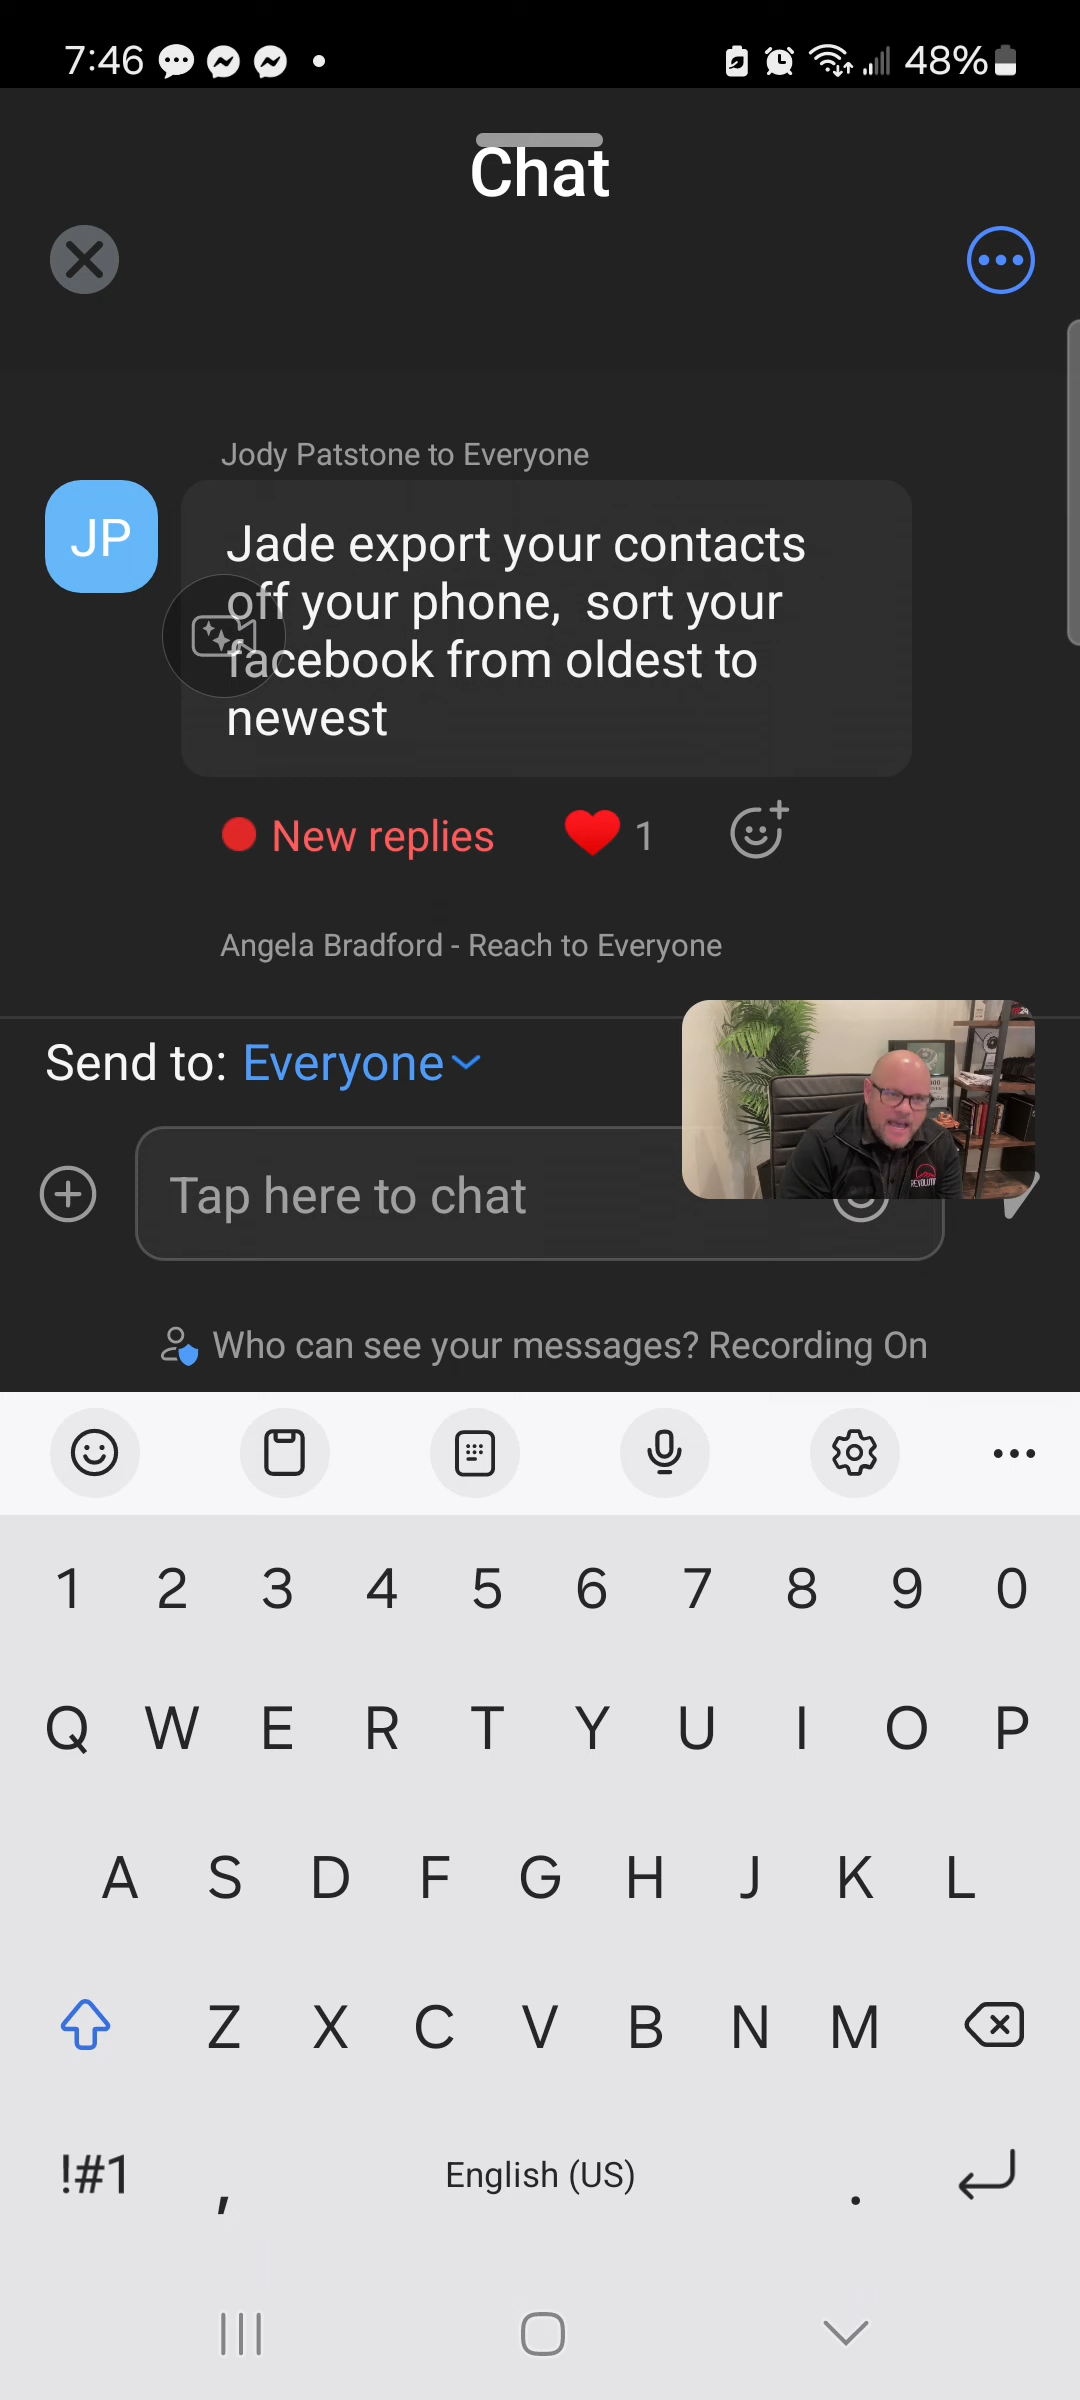 7:46
48%
Chat
Jody Patstone to Everyone
JP
Jade export your contacts
off your phone,  sort your
facebook from oldest to
newest
New replies
1
Angela Bradford - Reach to Everyone
Send to: Everyone
Tap here to chat
Who can see your messages? Recording On
1 2 3 4 5 6 7 8 9 0
Q W E R T Y U I O P
A S D F G H J K L
Z X C V B N M
!#1 , English (US) .